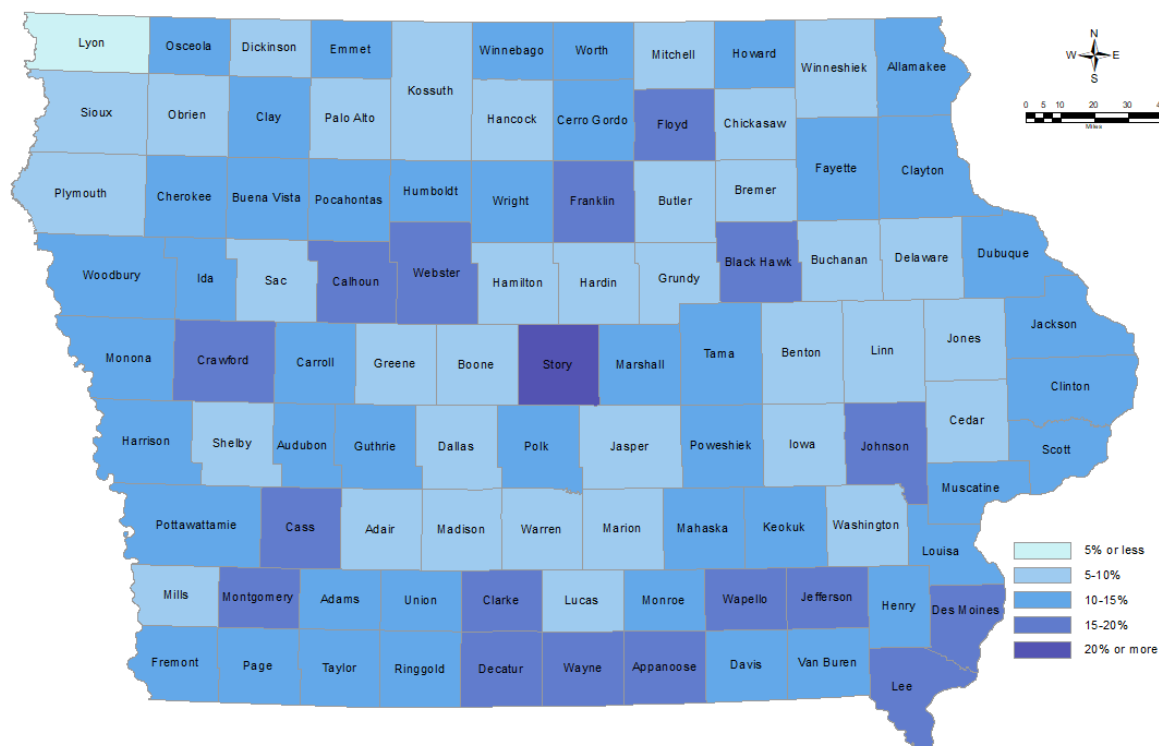 Lyon
Osceola
Dickinson
Emmet
Winnebago
Worth
Mitchell
Howard
Winneshiek
Allamakee
Kossuth
Sioux
Obrien
Clay
Palo Alto
Hancock
Cerro Gordo
Floyd
Chickasaw
Plymouth
Cherokee
Buena Vista
Pocahontas
Humboldt
Wright
Franklin
Butler
Bremer
Fayette
Clayton
Woodbury
Ida
Sac
Calhoun
Webster
Hamilton
Hardin
Grundy
Black Hawk
Buchanan
Delaware
Dubuque
Monona
Crawford
Carroll
Greene
Boone
Story
Marshall
Tama
Benton
Linn
Jones
Jackson
Clinton
Harrison
Shelby
Audubon
Guthrie
Dallas
Polk
Jasper
Poweshiek
Iowa
Johnson
Cedar
Scott
Muscatine
Pottawattamie
Cass
Adair
Madison
Warren
Marion
Mahaska
Keokuk
Washington
Louisa
Mills
Montgomery
Adams
Union
Clarke
Lucas
Monroe
Wapello
Jefferson
Henry
Des Moines
Fremont
Page
Taylor
Ringgold
Decatur
Wayne
Appanoose
Davis
Van Buren
Lee
N
W E
S
0 5 10 20 30
Miles
5% or less
5-10%
10-15%
15-20%
20% or more